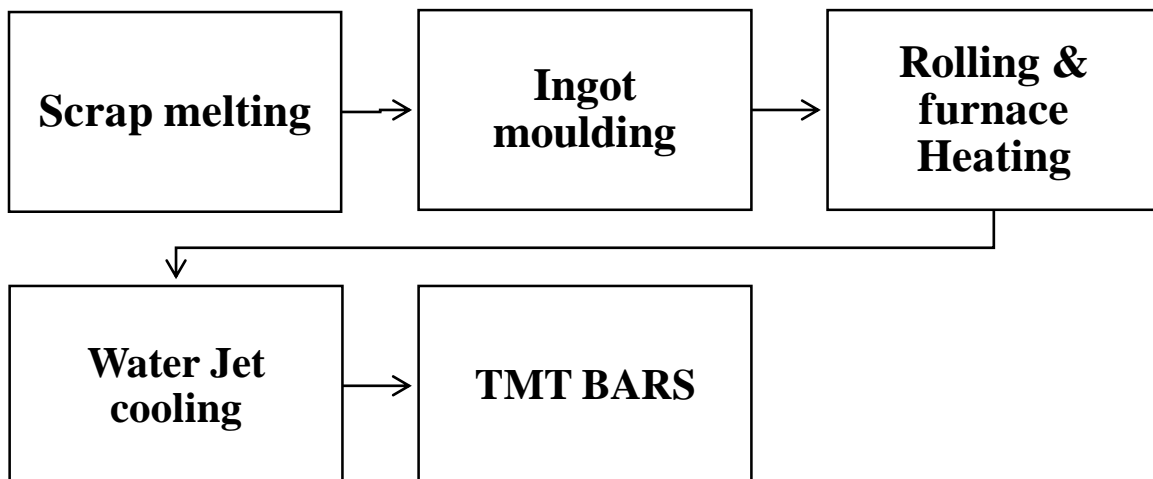 Scrap melting
Ingot
moulding
Rolling &
furnace
Heating
Water Jet
cooling
TMT BARS